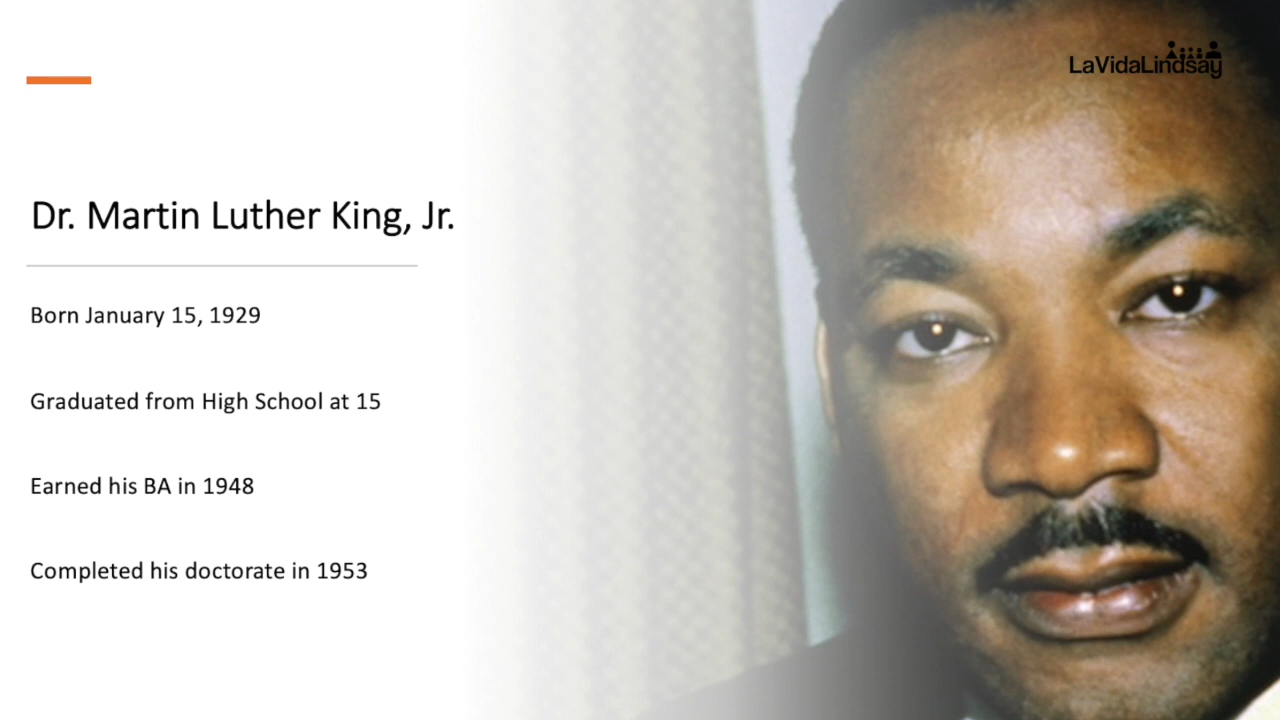 LaVidaLindsay
Dr. Martin Luther King, Jr.
Born January 15, 1929
Graduated from High School at 15
Earned his BA in 1948
Completed his doctorate in 1953